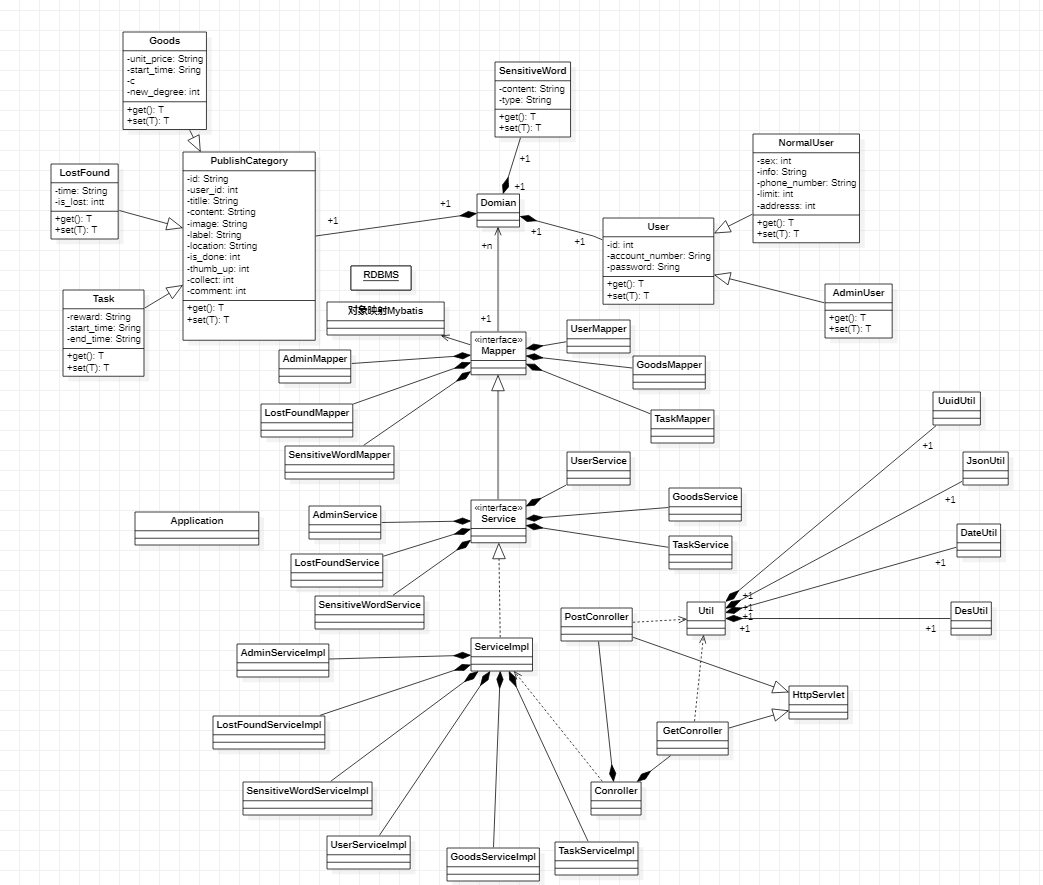 Goods
-unit_price: String
-start_time: Sring
-c
-new_degree: int
+get(): T
+set(T): T
SensitiveWord
-content: String
-type: String
+get(): T
+set(T): T
NormalUser
-sex: int
-info: String
-phone_number: String
-limit: int
-addresss: int
+get(): T
+set(T): T
LostFound
-time: String
-is_lost: intt
+get(): T
+set(T): T
PublishCategory
-id: String
-user_id: int
-titlle: String
-content: String
-image: String
-label: String
-location: Strting
-is_done: int
-thumb_up: int
-collect: int
-comment: int
+get(): T
+set(T): T
+1
+1
+1
+1
Domian
+1
+1
+n
+1
User
-id: int
-account_number: Sring
-password: Sring
+get(): T
+set(T): T
AdminUser
+get(): T
+set(T): T
Task
-reward: String
-start_time: Sring
-end_time: String
+get(): T
+set(T): T
RDBMS
对象映射Mybatis
«interface»
Mapper
UserMapper
AdminMapper
GoodsMapper
LostFoundMapper
TaskMapper
SensitiveWordMapper
UuidUtil
+1
JsonUtil
+1
DateUtil
+1
DesUtil
+1
UserService
«interface»
Service
GoodsService
AdminService
TaskService
LostFoundService
SensitiveWordService
Application
PostConroller
Util
+1
+1
+1
+1
ServiceImpl
AdminServiceImpl
HttpServlet
LostFoundServiceImpl
GetConroller
SensitiveWordServiceImpl
Conroller
UserServiceImpl
GoodsServiceImpl
TaskServiceImpl